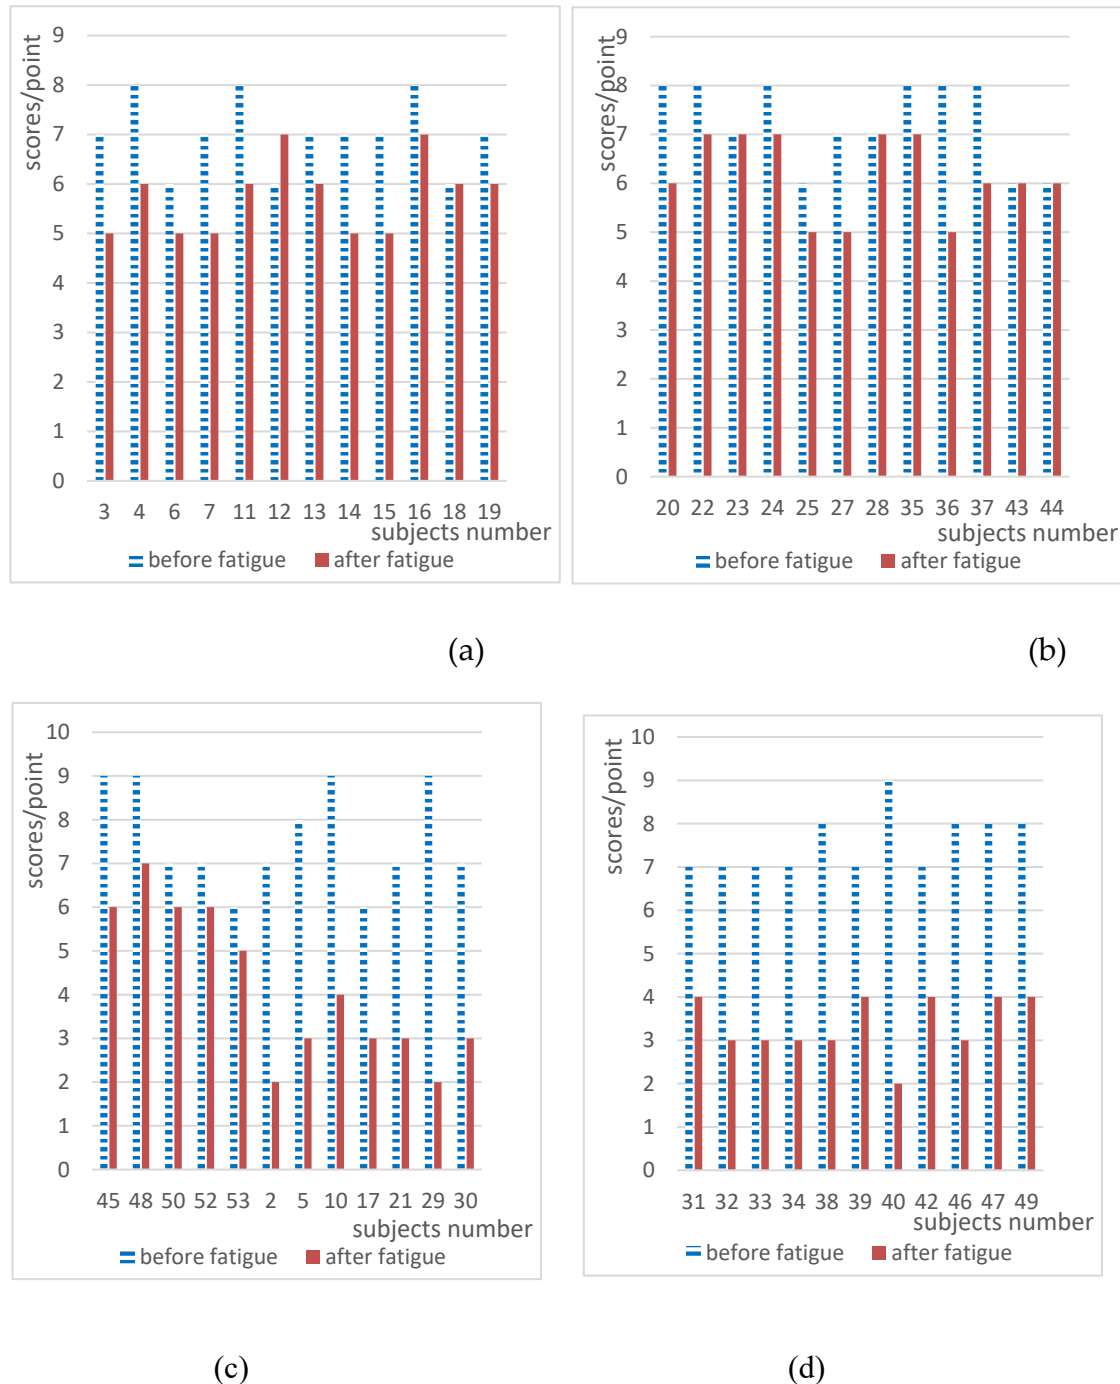 scores/point
9
8
7
6
5
4
3
2
1
0
3 4 6 7 11 12 13 14 15 16 18 19
subjects number
before fatigue after fatigue
(a)
scores/point
9
8
7
6
5
4
3
2
1
0
20 22 23 24 25 27 28 35 36 37 43 44
subjects number
before fatigue after fatigue
(b)
scores/point
10
9
8
7
6
5
4
3
2
1
0
45 48 50 52 53 2 5 10 17 21 29 30
subjects number
before fatigue after fatigue
(c)
scores/point
10
9
8
7
6
5
4
3
2
1
0
31 32 33 34 38 39 40 42 46 47 49
subjects number
before fatigue after fatigue
(d)